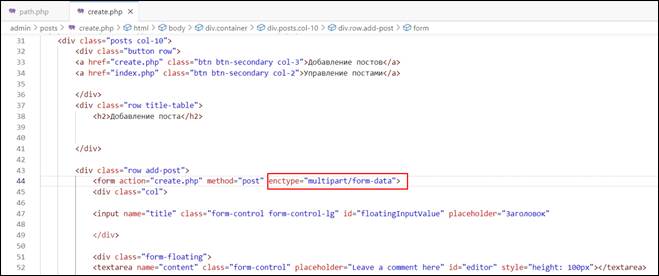 path.php create.php ×
admin > posts > create.php > html > body > div.container > div.posts.col-10 > div.row.add-post > form
31 <div class="posts col-10">
32 <div class="button row">
33 <a href="create.php" class="btn btn-secondary col-3">Добавление постов</a>
34 <a href="index.php" class="btn btn-secondary col-2">Управление постами</a>
35
36 </div>
37 <div class="row title-table">
38 <h2>Добавление поста</h2>
39
40
41 </div>
42
43 <div class="row add-post">
44 <form action="create.php" method="post" enctype="multipart/form-data">
45 <div class="col">
46
47 <input name="title" class="form-control form-control-lg" id="floatingInputValue" placeholder="Заголовок"
48
49 </div>
50
51 <div class="form-floating">
52 <textarea name="content" class="form-control" placeholder="Leave a comment here" id="editor" style="height: 100px"></textarea>